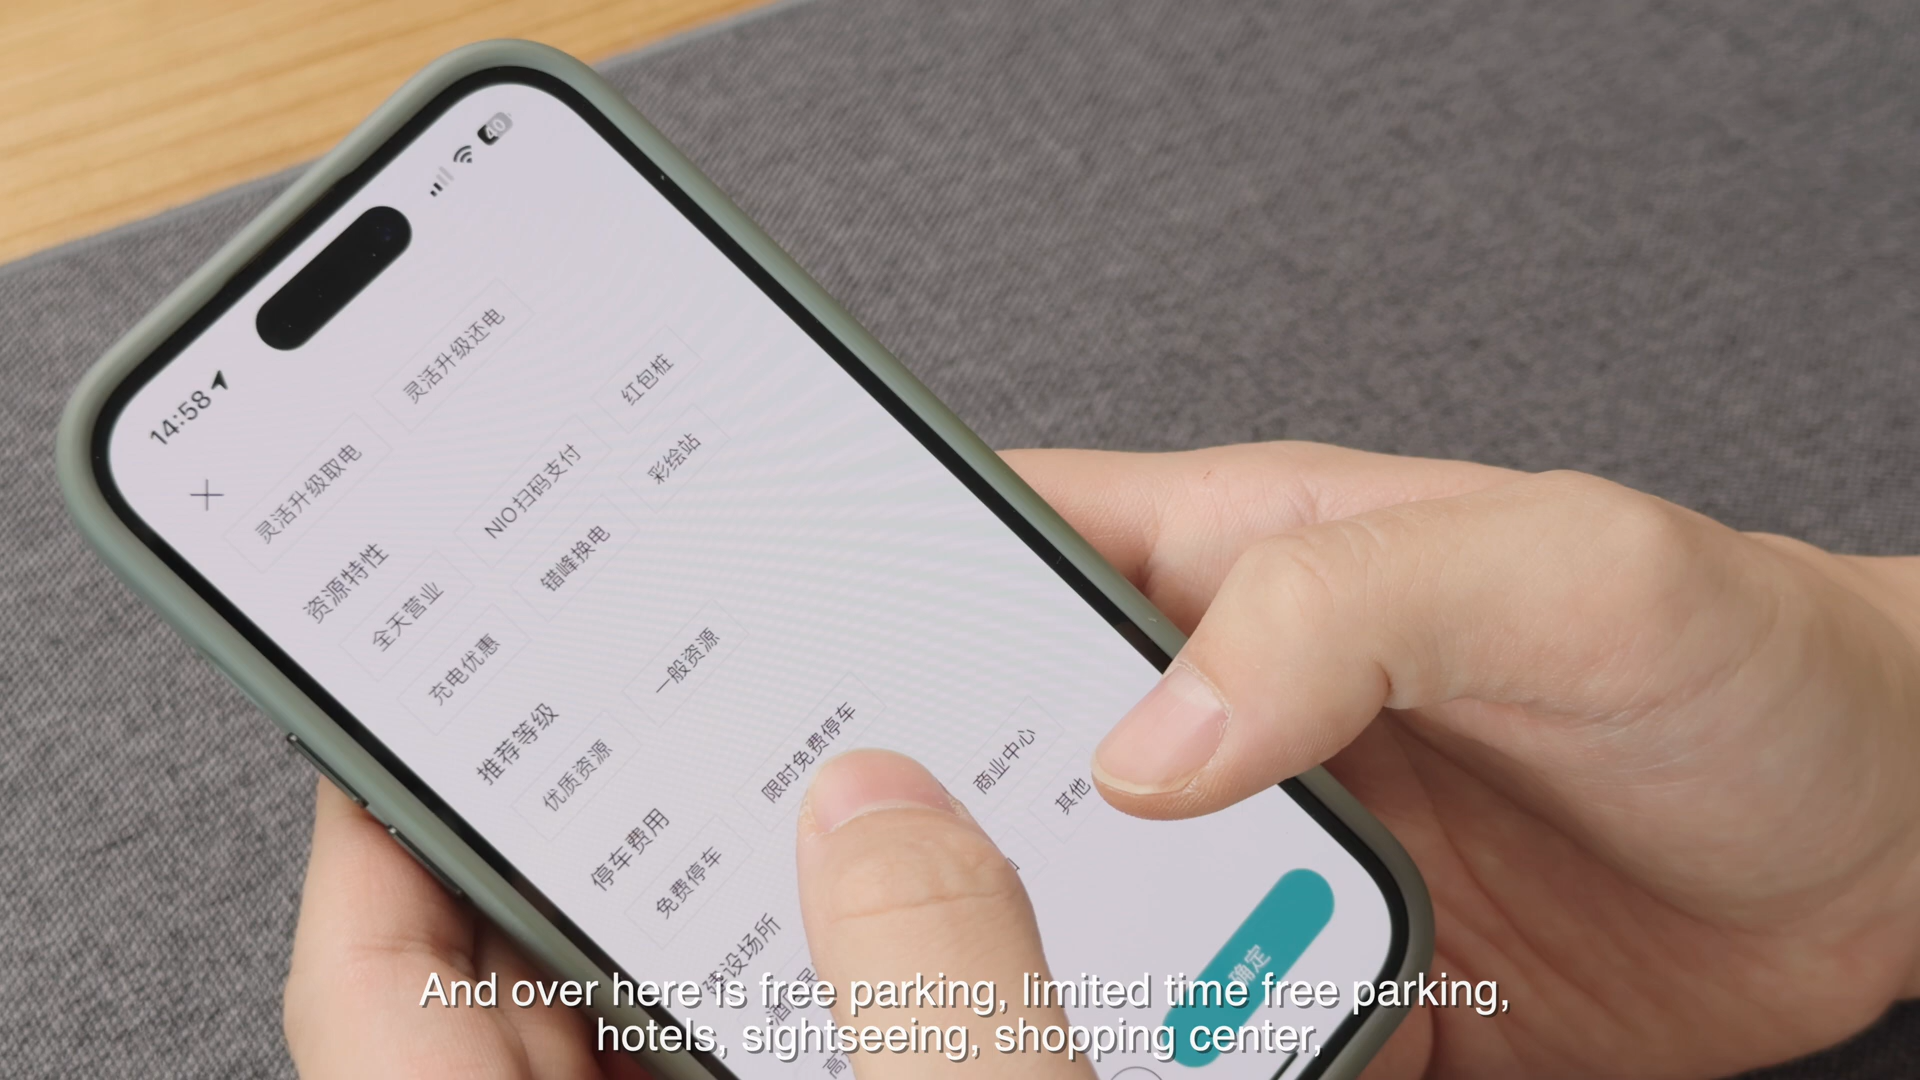 14:58
40
灵活升级取电
灵活升级还电
资源特性
全天营业
NIO扫码支付
红包桩
充电优惠
错峰换电
彩绘站
推荐等级
优质资源
一般资源
停车费用
免费停车
限时免费停车
建设场所
商业中心
其他
确定
And over here is free parking, limited time free parking,
hotels, sightseeing, shopping center,